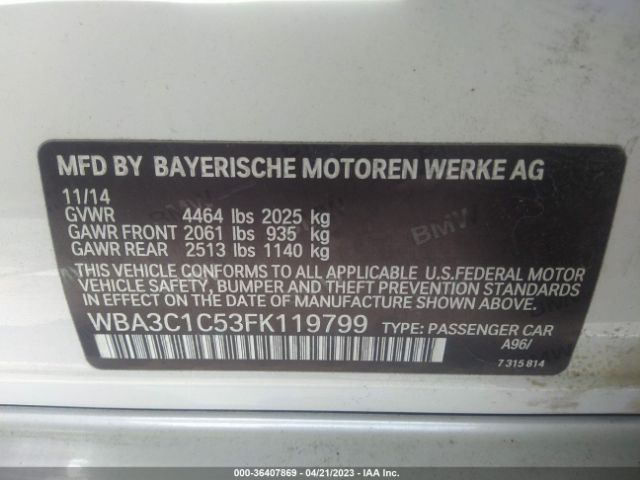 MFD BY BAYERISCHE MOTOREN WERKE AG
11/14
GVWR 4464 lbs 2025 kg
GAWR FRONT 2061 lbs 935 kg
GAWR REAR 2513 lbs 1140 kg
THIS VEHICLE CONFORMS TO ALL APPLICABLE U.S.FEDERAL MOTOR
VEHICLE SAFETY, BUMPER AND THEFT PREVENTION STANDARDS
IN EFFECT ON THE DATE OF MANUFACTURE SHOWN ABOVE.
WBA3C1C53FK119799 TYPE: PASSENGER CAR
A96/
7 315 814
000-36407869 - 04/21/2023 - IAA Inc.